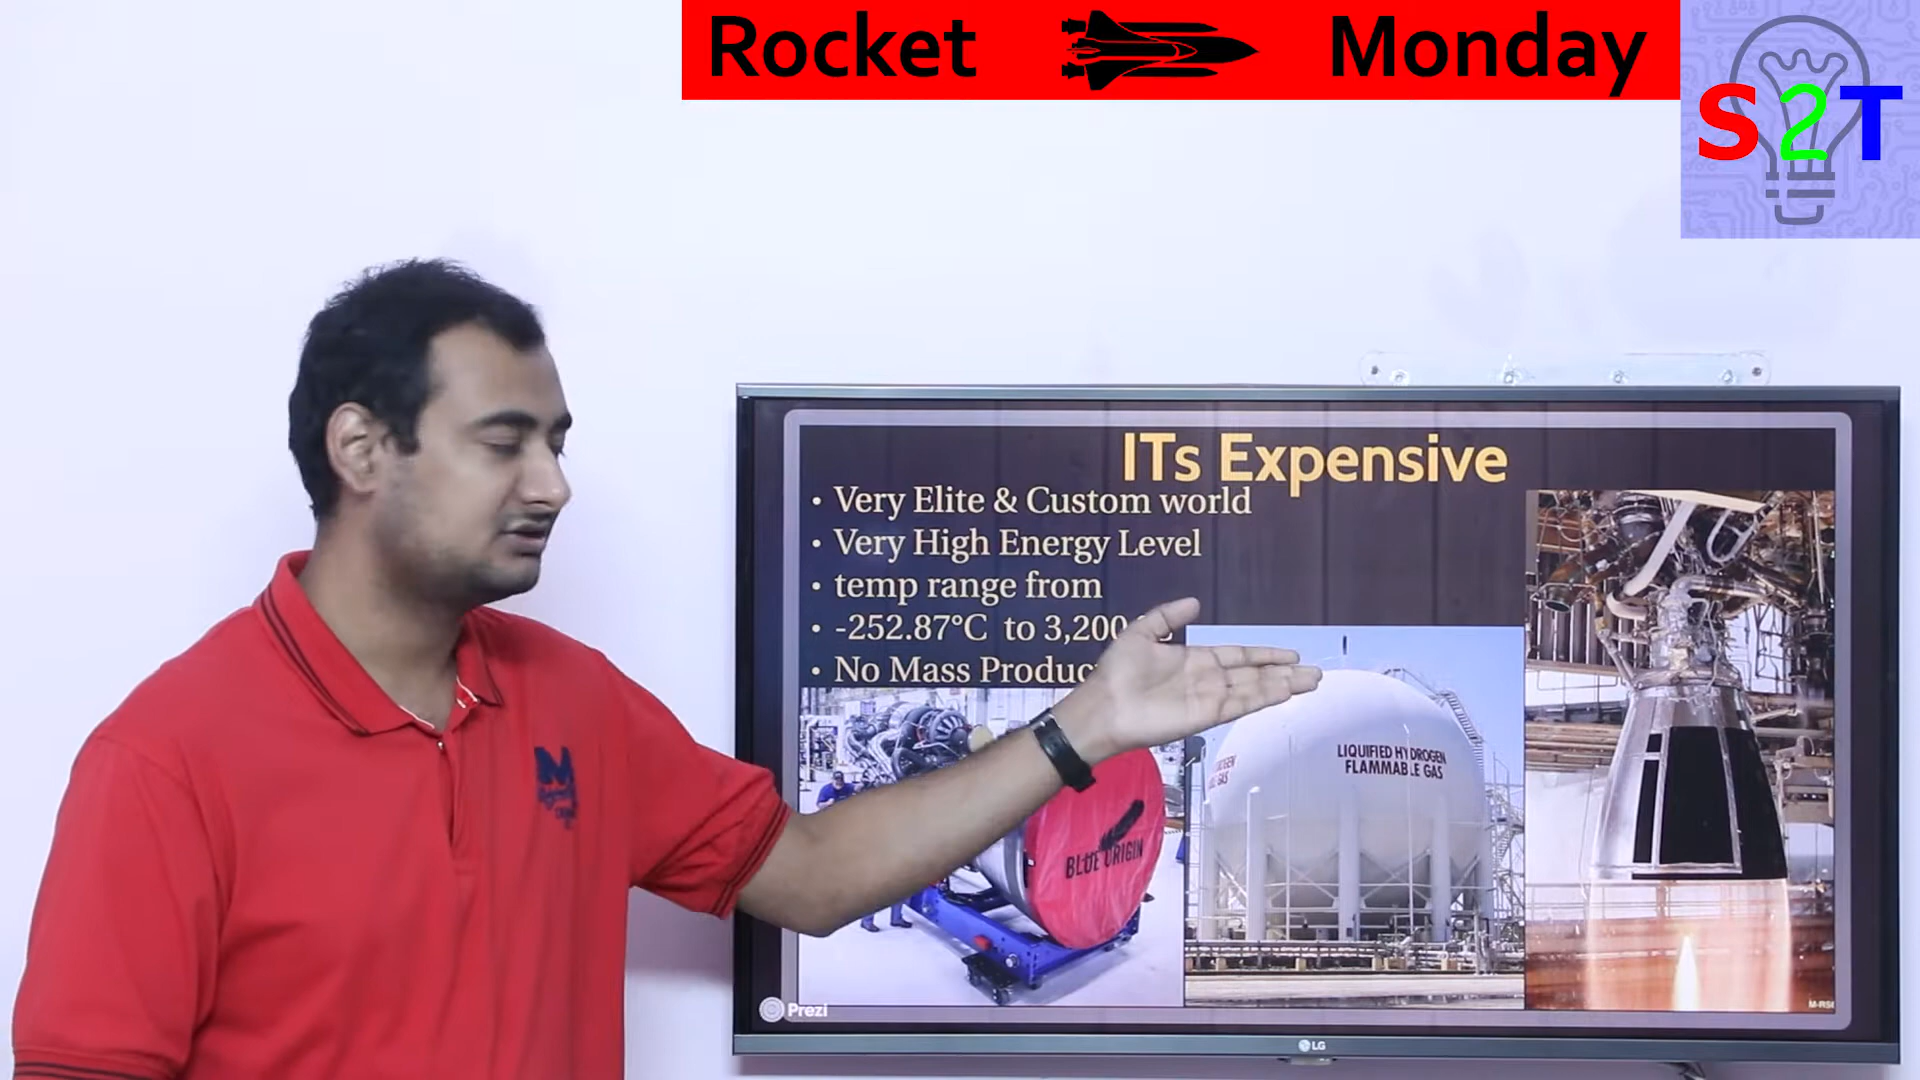 Rocket Monday
S2T
ITs Expensive
• Very Elite & Custom world
• Very High Energy Level
• temp range from
• -252.87°C to 3,200
• No Mass
LIQUIFIED HYDROGEN
FLAMMABLE GAS
BLUE ORIGIN
M
Prezi
LG